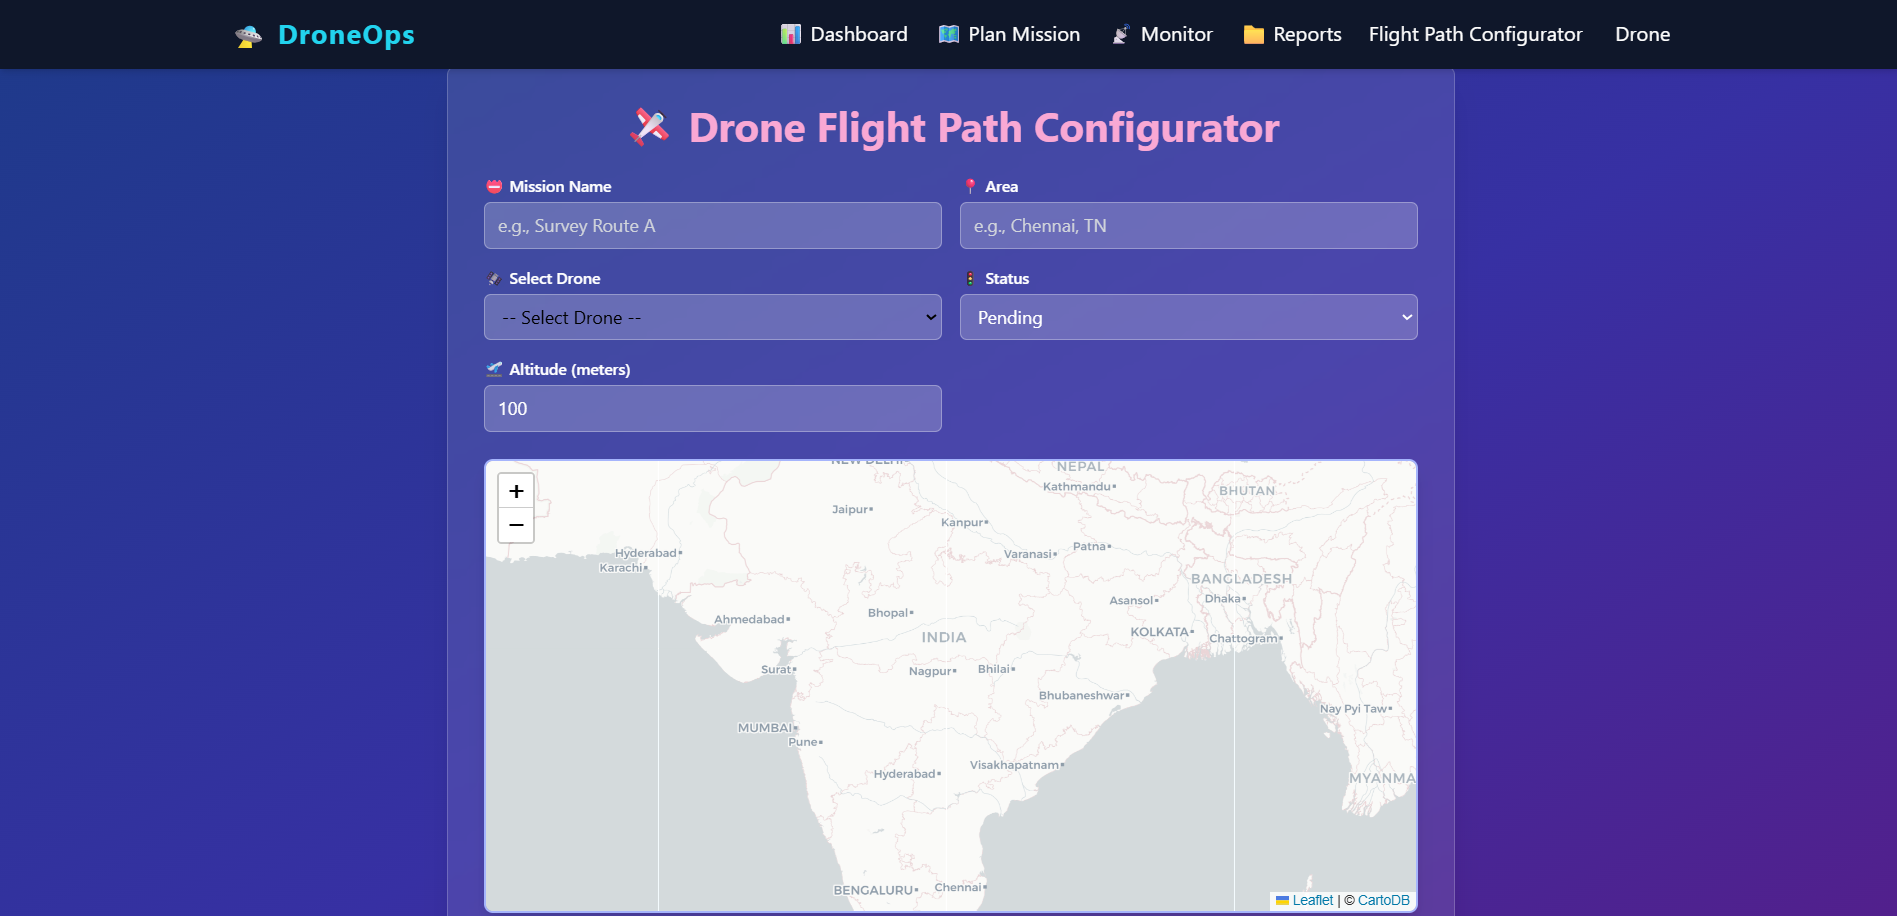 DroneOps
Dashboard Plan Mission Monitor Reports Flight Path Configurator Drone
Drone Flight Path Configurator
Mission Name
Area
e.g., Survey Route A
e.g., Chennai, TN
Select Drone
Status
-- Select Drone --
Pending
Altitude (meters)
100
+
−
NEW DELHI
NEPAL
Kathmandu
BHUTAN
Jaipur
Kanpur
Hyderabad
Varanasi
Patna
Karachi
BANGLADESH
Asansol
Dhaka
Ahmedabad
Bhopal
INDIA
KOLKATA
Chattogram
Surat
Nagpur
Bhilai
Bhubaneswar
Nay Pyi Taw
MUMBAI
Pune
Hyderabad
Visakhapatnam
MYANMA
BENGALURU
Chennai
Leaflet | © CartoDB